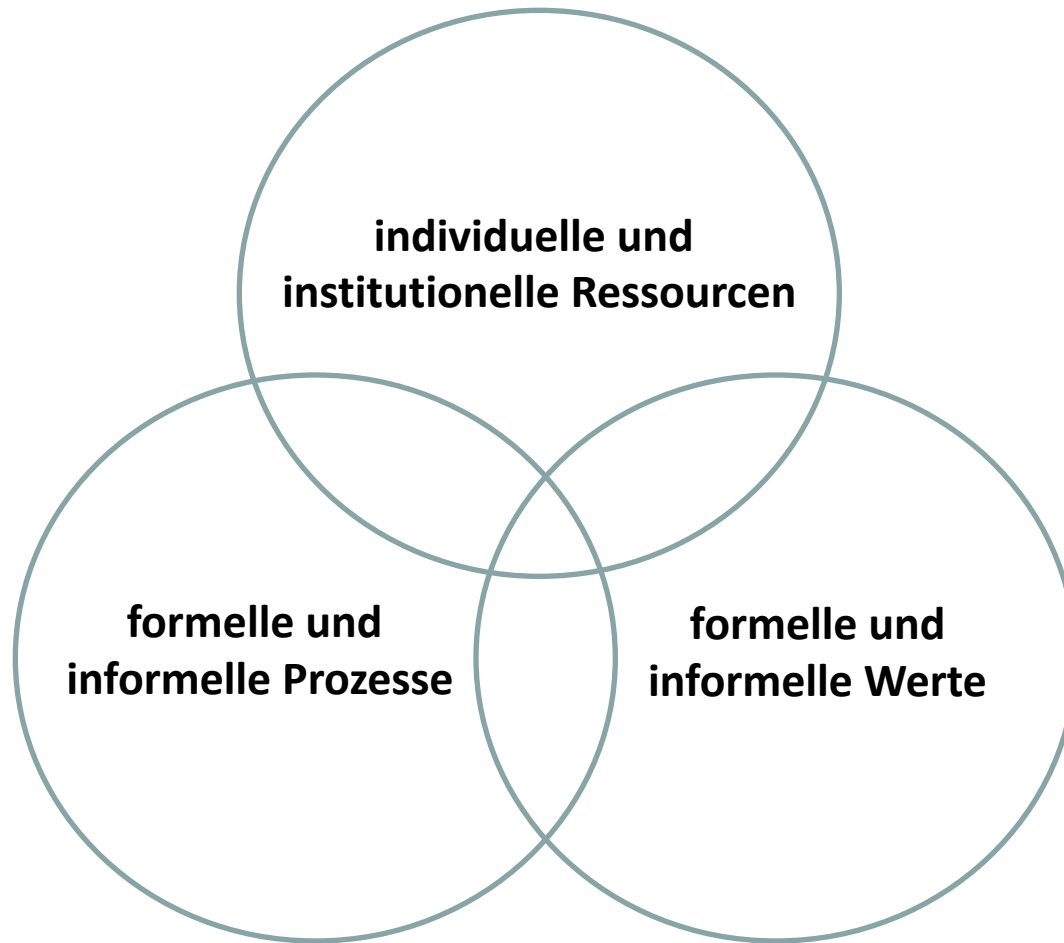 individuelle und
institutionelle Ressourcen
formelle und
informelle Prozesse
formelle und
informelle Werte